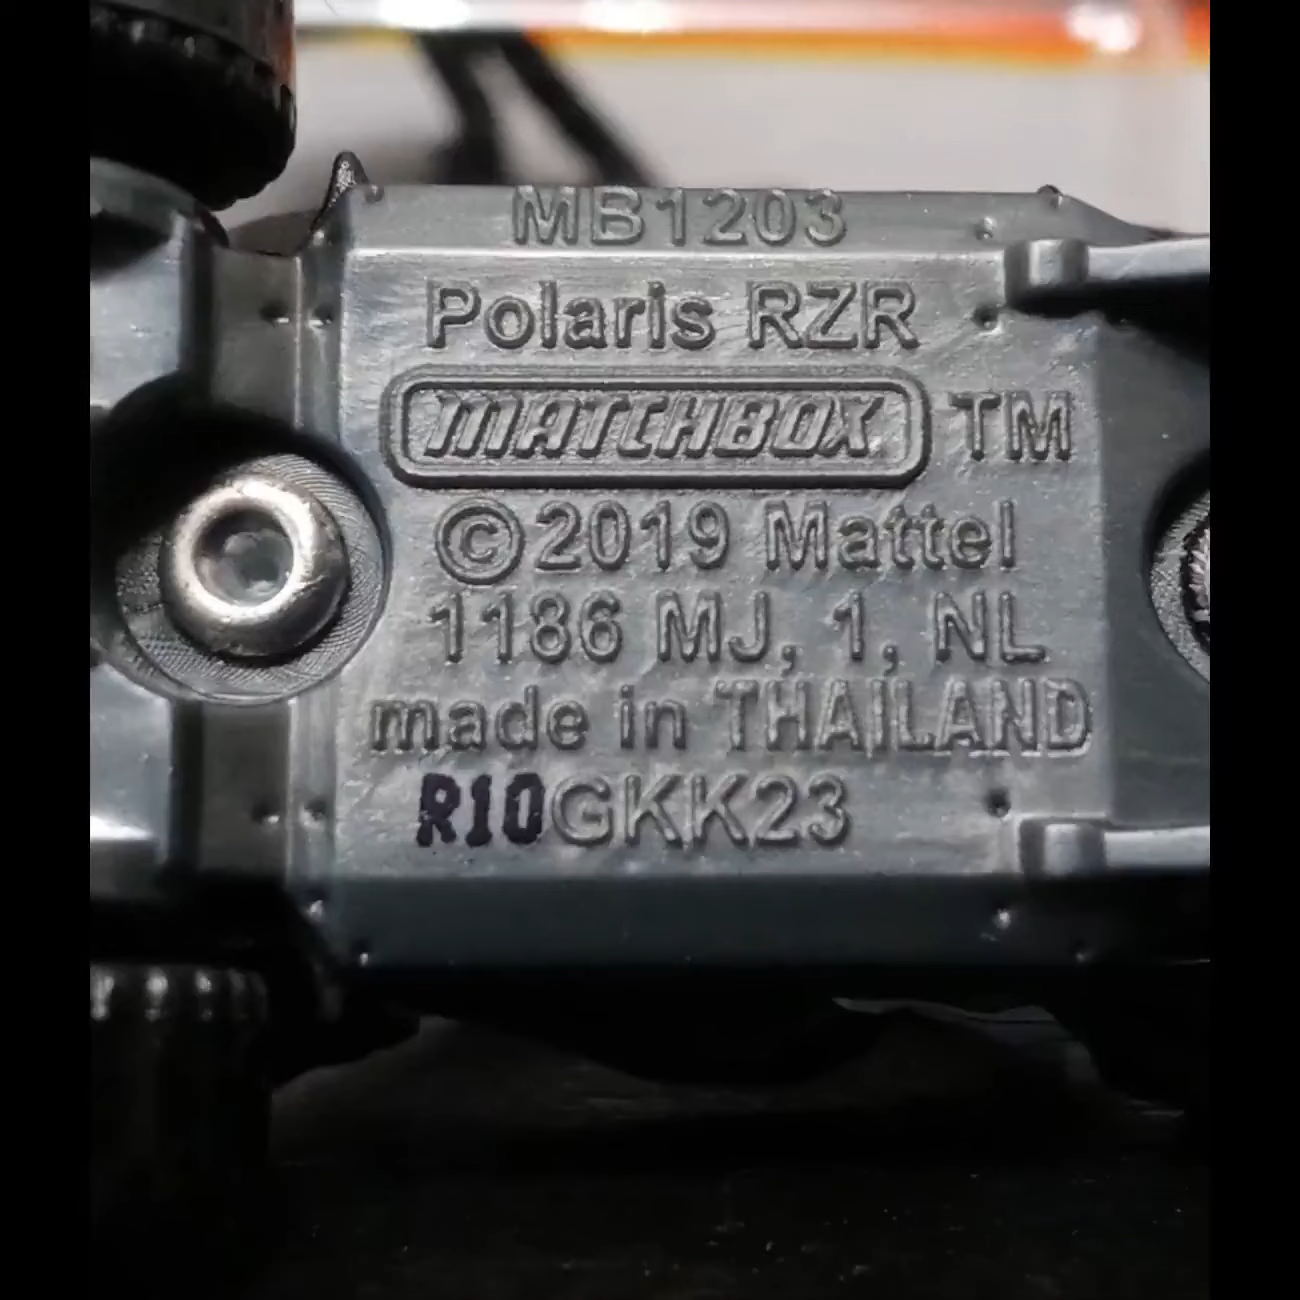 MB1203
Polaris RZR
MATCHBOX TM
©2019 Mattel
1186 MJ, 1, NL
made in THAILAND
R10GKK23